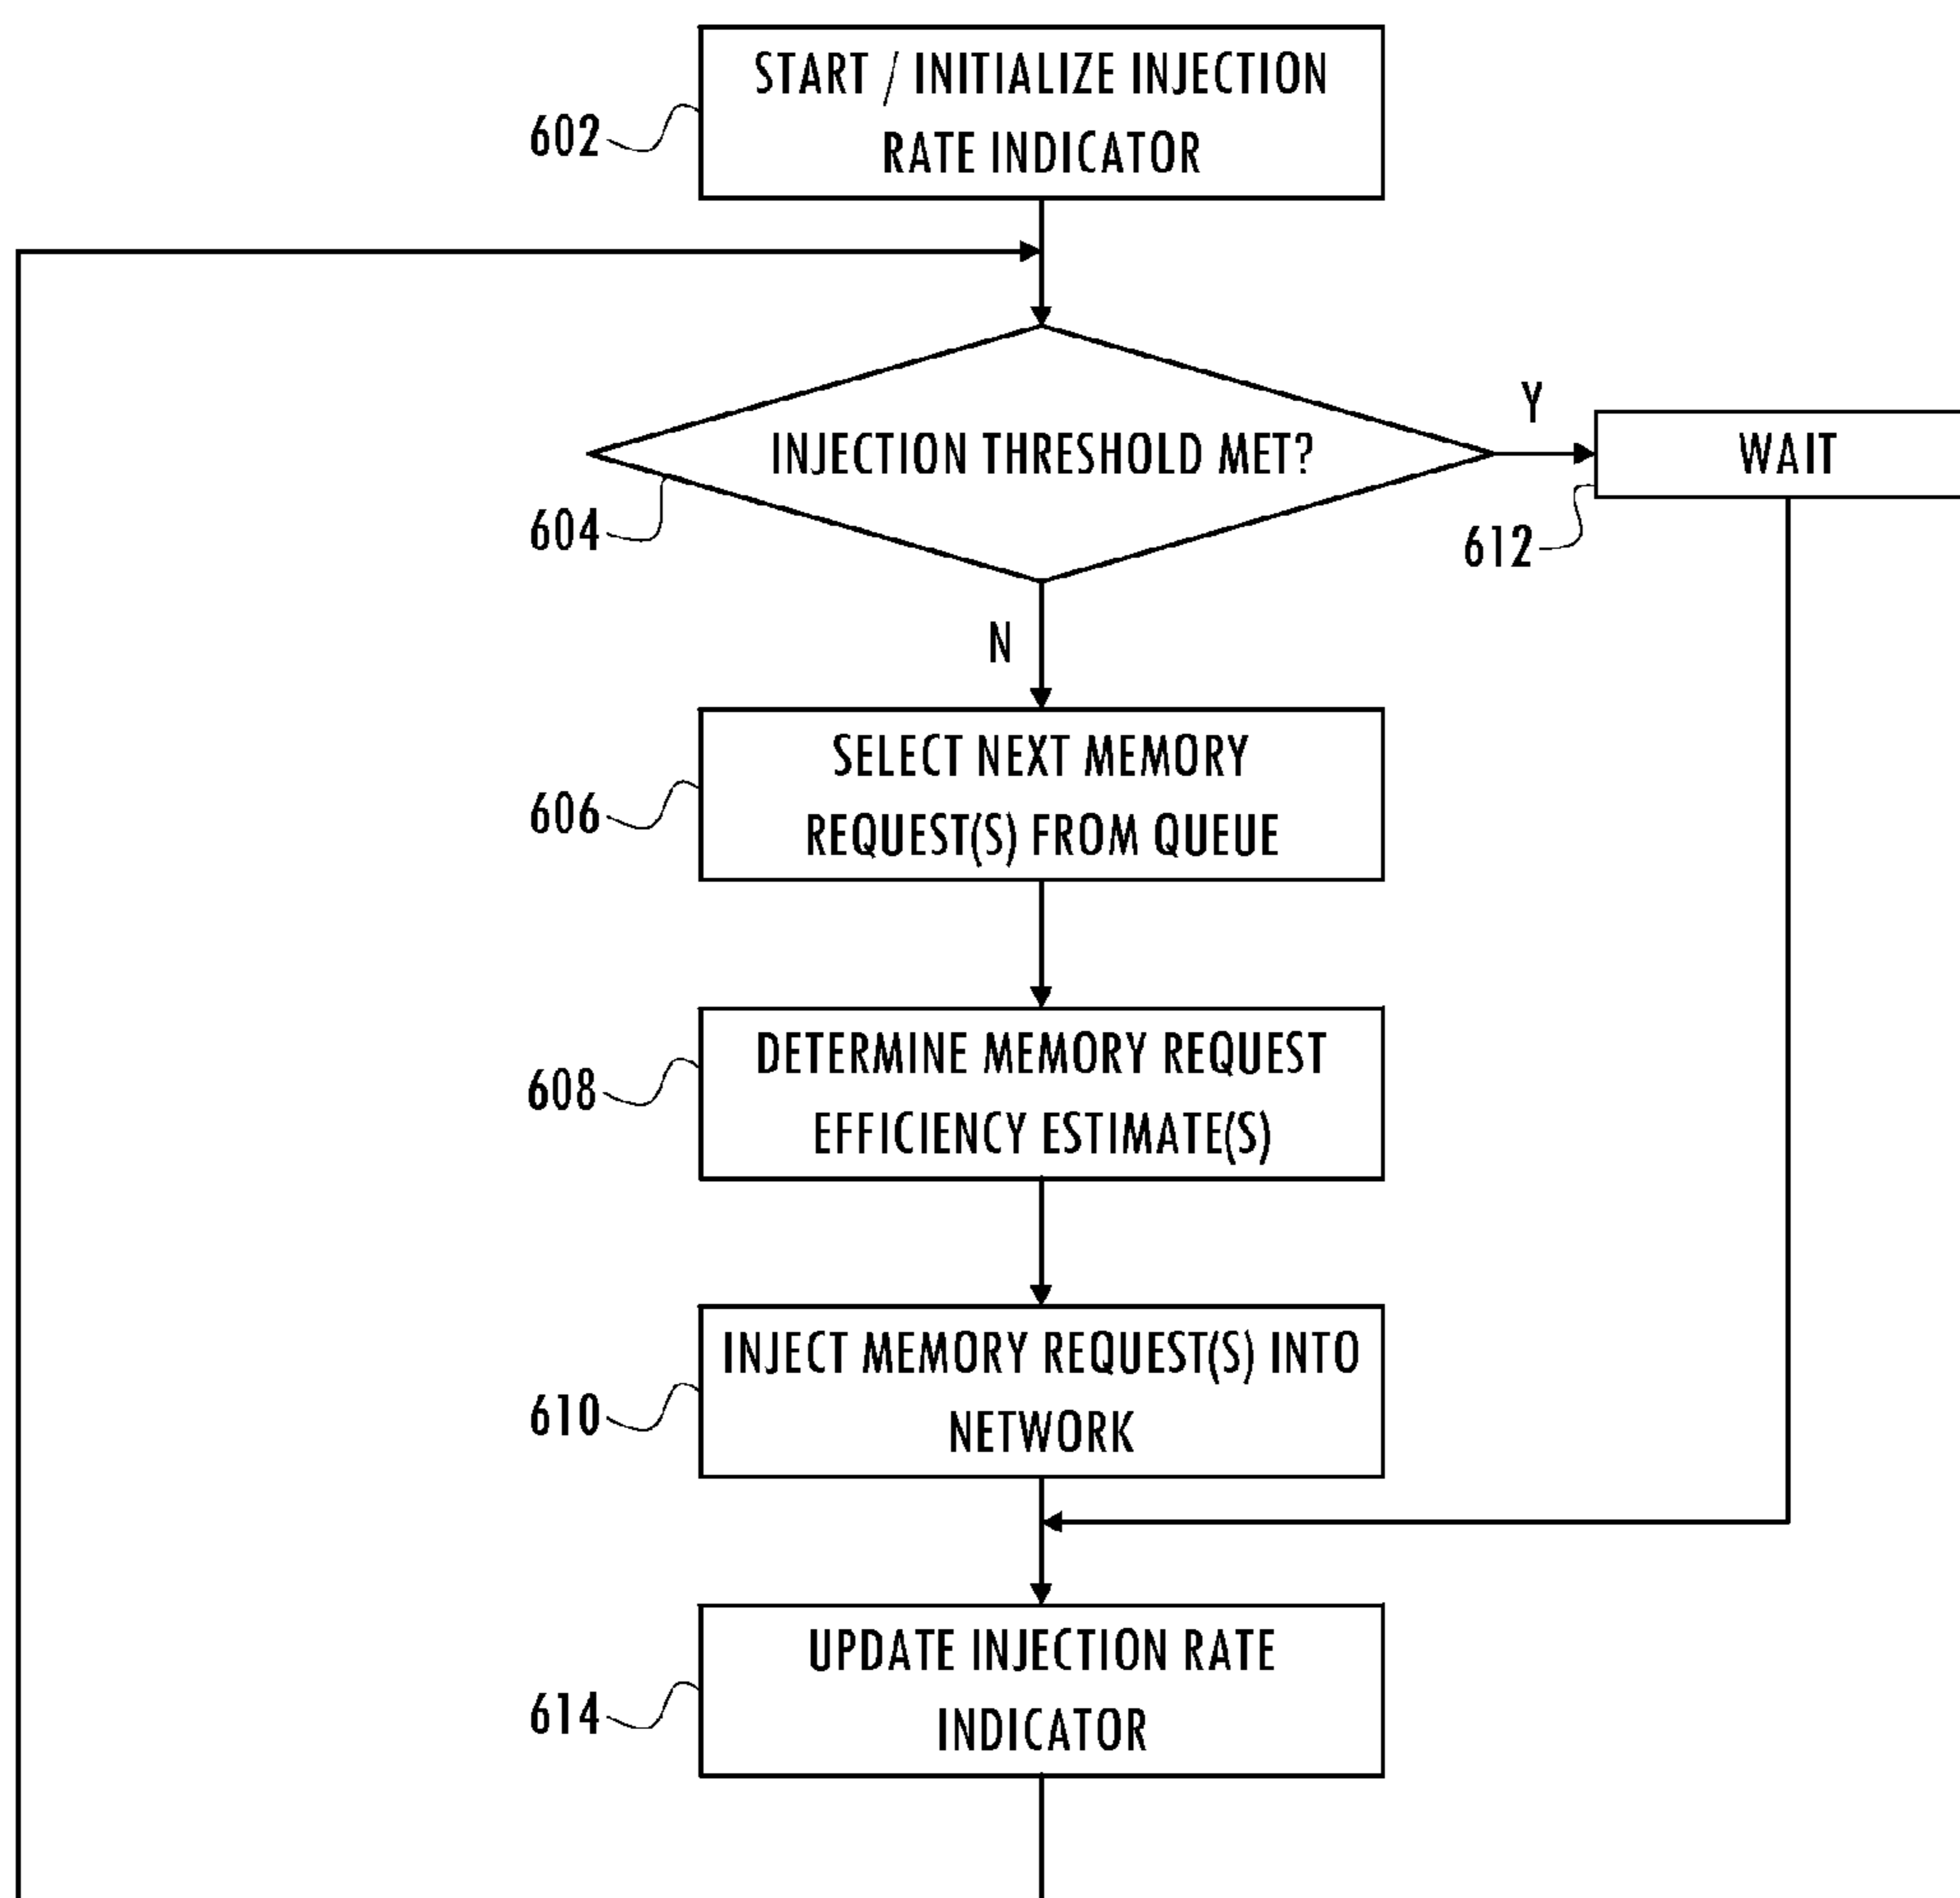 START / INITIALIZE INJECTION
RATE INDICATOR
602
INJECTION THRESHOLD MET?
604
Y
WAIT
612
N
SELECT NEXT MEMORY
REQUEST(S) FROM QUEUE
606
DETERMINE MEMORY REQUEST
EFFICIENCY ESTIMATE(S)
608
INJECT MEMORY REQUEST(S) INTO
NETWORK
610
UPDATE INJECTION RATE
INDICATOR
614